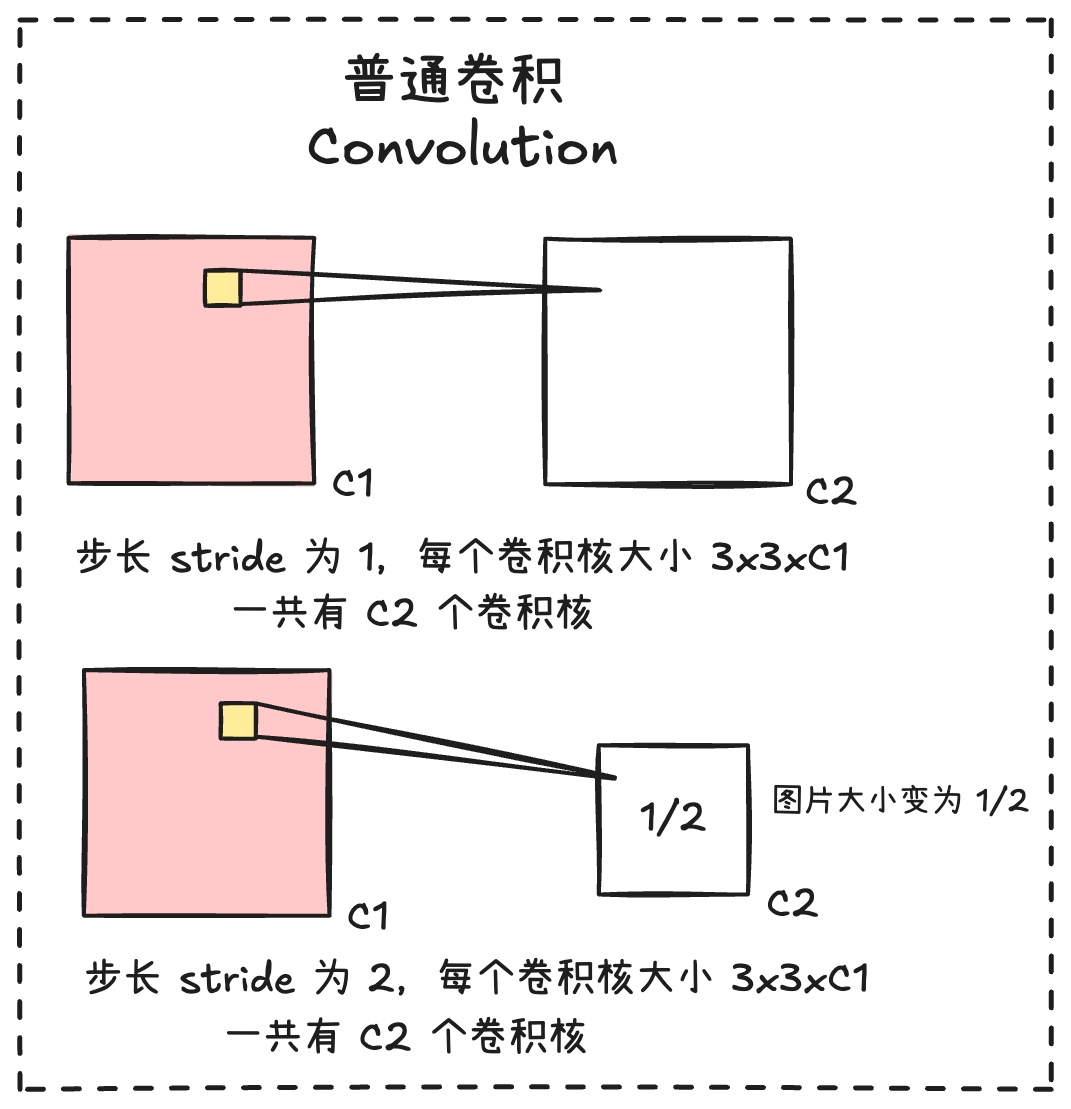 普通卷积
Convolution
C1
C2
步长 stride 为 1，每个卷积核大小 3x3xC1
一共有 C2 个卷积核
1/2
图片大小变为 1/2
C1
C2
步长 stride 为 2，每个卷积核大小 3x3xC1
一共有 C2 个卷积核